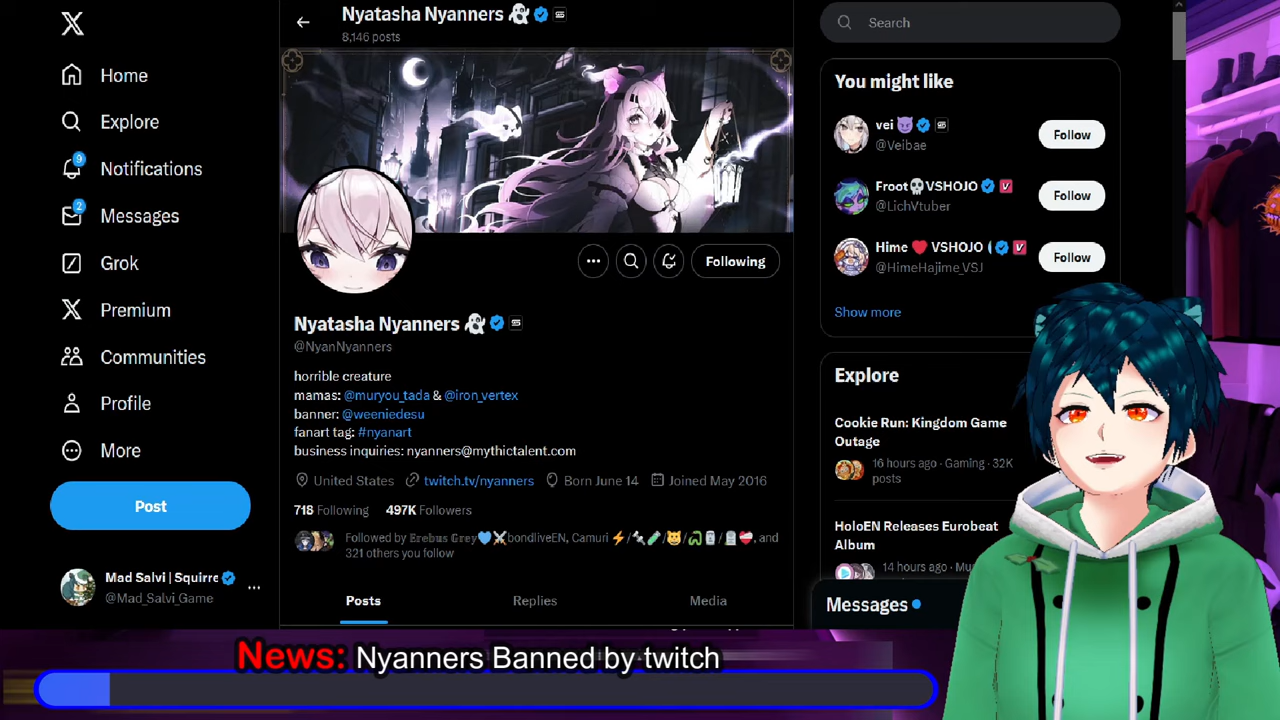 Home
Explore
9
Notifications
2
Messages
Grok
Premium
Communities
Profile
More
Post
Mad Salvi | Squirre
@Mad_Salvi_Game
Nyatasha Nyanners
8,146 posts
Following
Nyatasha Nyanners
@NyanNyanners
horrible creature
mamas: @muryou_tada & @iron_vertex
banner: @weeniedesu
fanart tag: #nyanart
business inquiries: nyanners@mythictalent.com
United States twitch.tv/nyanners Born June 14 Joined May 2016
718 Following 497K Followers
Followed by Erebus Grey💙⚔bondliveEN, Camuri ⚡/🔩🧪/😺/🐍/🥫/🪦❤️‍🩹, and
321 others you follow
Posts Replies Media
Search
You might like
vei 😈
@Veibae
Follow
Froot💀VSHOJO
@LichVtuber
Follow
Hime ❤️ VSHOJO (
@HimeHajime_VSJ
Follow
Show more
Explore
Cookie Run: Kingdom Game
Outage
16 hours ago · Gaming · 32K
posts
HoloEN Releases Eurobeat
Album
14 hours ago ·
Messages
News: Nyanners Banned by twitch